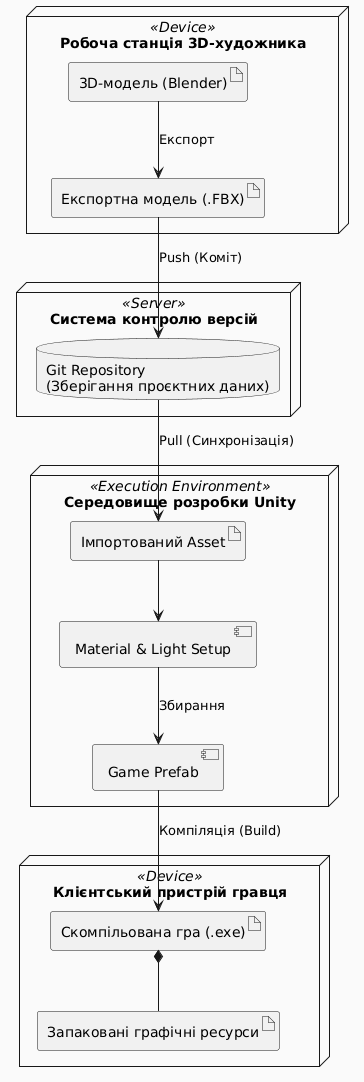 «Device»
Робоча станція 3D-художника
3D-модель (Blender)
Експорт
Експортна модель (.FBX)
Push (Коміт)
«Server»
Система контролю версій
Git Repository
(Зберігання проєктних даних)
Pull (Синхронізація)
«Execution Environment»
Середовище розробки Unity
Імпортований Asset
Material & Light Setup
Збирання
Game Prefab
Компіляція (Build)
«Device»
Клієнтський пристрій гравця
Скомпільована гра (.exe)
Запаковані графічні ресурси